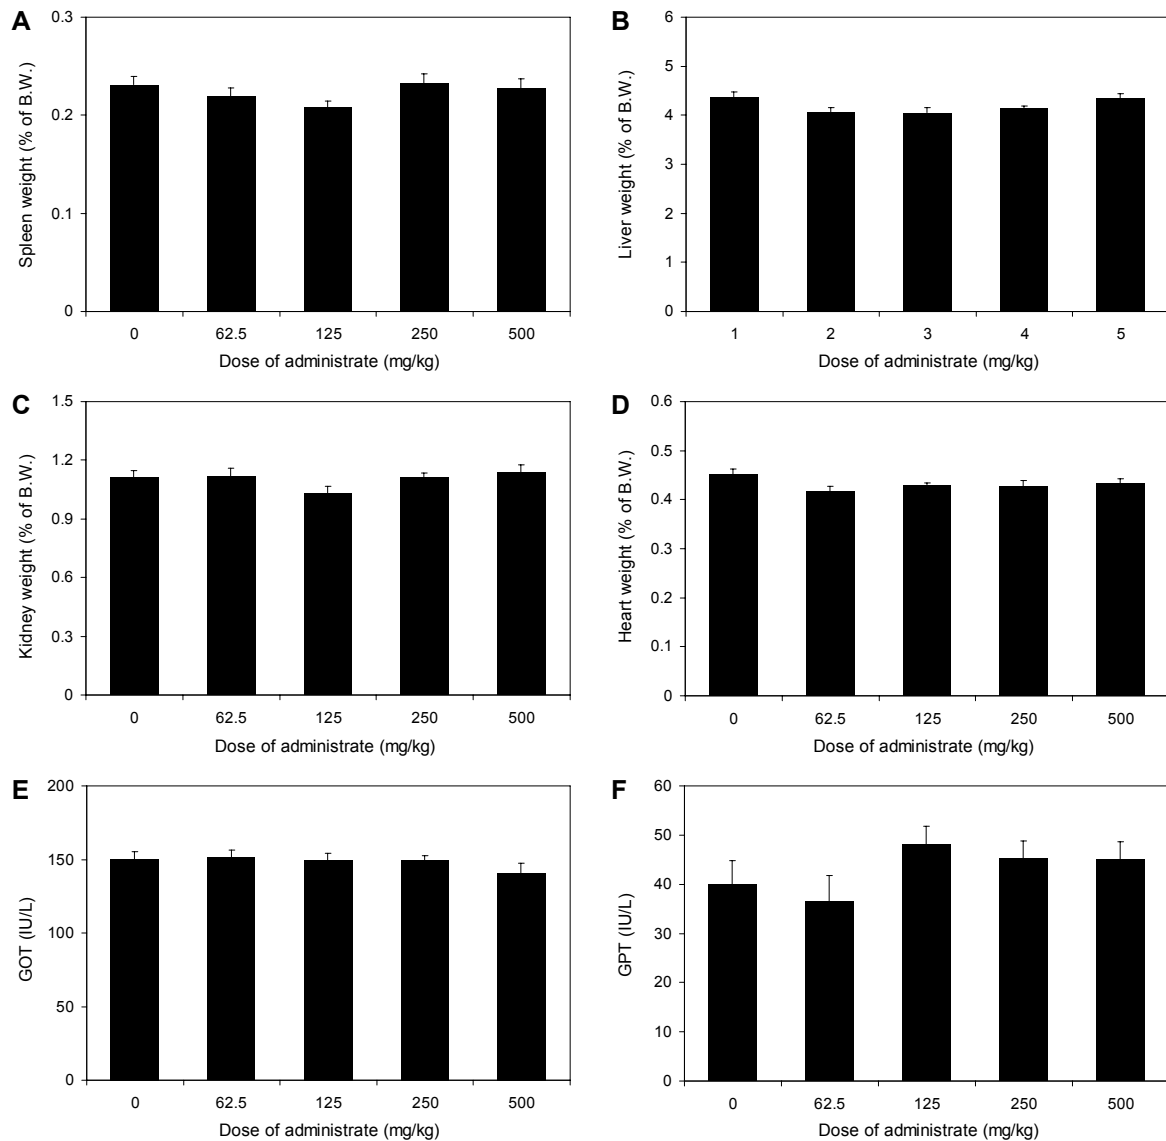 A
Spleen weight (% of B.W.)
0.3
0.2
0.1
0
0 62.5 125 250 500
Dose of administrate (mg/kg)
B
Liver weight (% of B.W.)
6
5
4
3
2
1
0
1 2 3 4 5
Dose of administrate (mg/kg)
C
Kidney weight (% of B.W.)
1.5
1.2
0.9
0.6
0.3
0
0 62.5 125 250 500
Dose of administrate (mg/kg)
D
Heart weight (% of B.W.)
0.6
0.5
0.4
0.3
0.2
0.1
0
0 62.5 125 250 500
Dose of administrate (mg/kg)
E
GOT (IU/L)
200
150
100
50
0
0 62.5 125 250 500
Dose of administrate (mg/kg)
F
GPT (IU/L)
60
50
40
30
20
10
0
0 62.5 125 250 500
Dose of administrate (mg/kg)